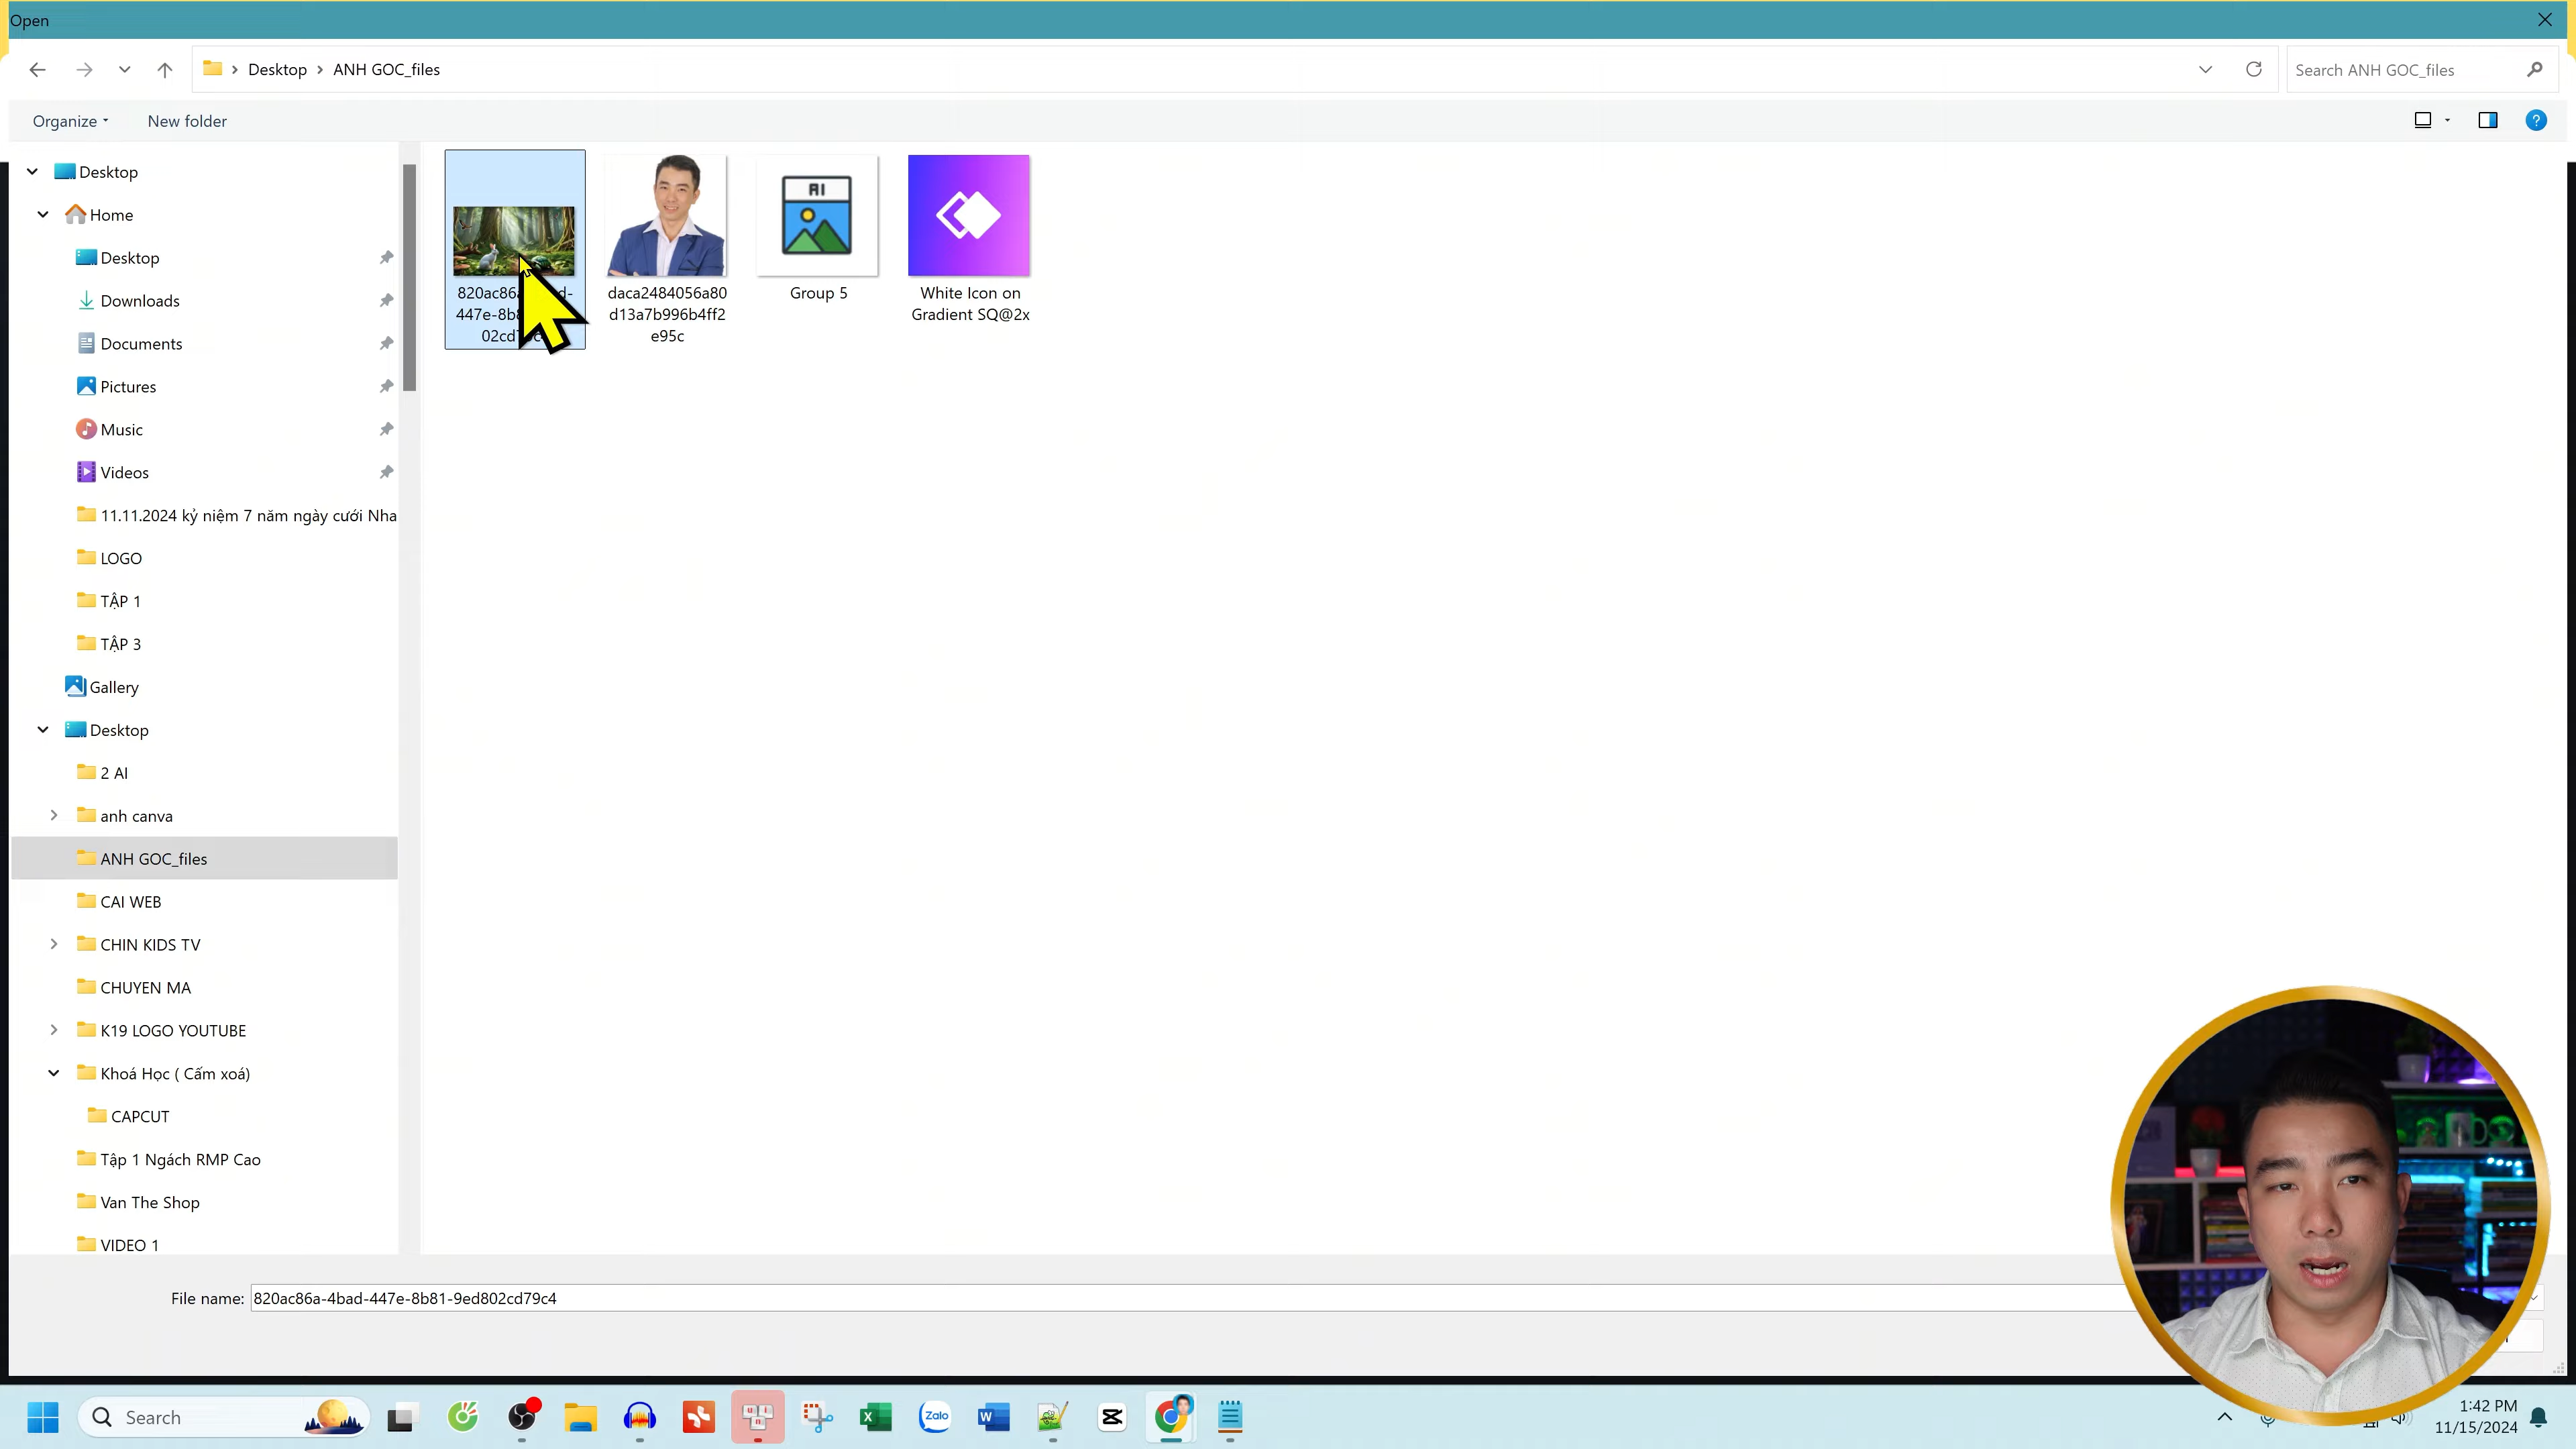 Open
Desktop
ANH GOC_files
Search ANH GOC_files
Organize
New folder
Desktop
Home
Desktop
Downloads
Documents
Pictures
Music
Videos
11.11.2024 kỷ niệm 7 năm ngày cưới Nha
LOGO
TẬP 1
TẬP 3
Gallery
Desktop
2 AI
anh canva
ANH GOC_files
CAI WEB
CHIN KIDS TV
CHUYEN MA
K19 LOGO YOUTUBE
Khoá Học ( Cấm xoá)
CAPCUT
Tập 1 Ngách RMP Cao
Van The Shop
VIDEO 1
AI
daca2484056a80
d13a7b996b4ff2
e95c
Group 5
White Icon on
Gradient SQ@2x
File name: 820ac86a-4bad-447e-8b81-9ed802cd79c4
Search
Zalo
1:42 PM
11/15/2024